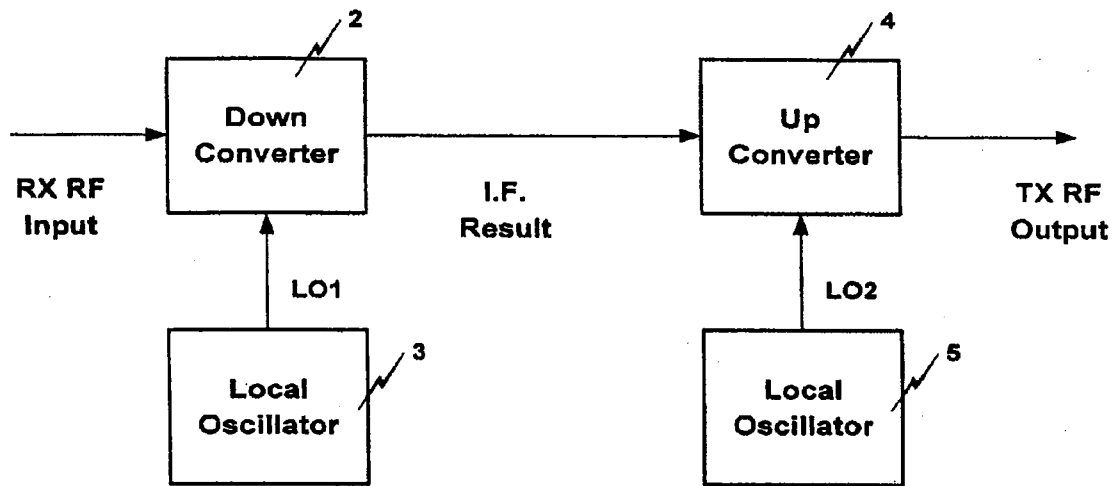 2
4
Down
Converter
Up
Converter
RX RF
Input
I.F.
Result
TX RF
Output
LO1
LO2
3
5
Local
Oscillator
Local
Oscillator